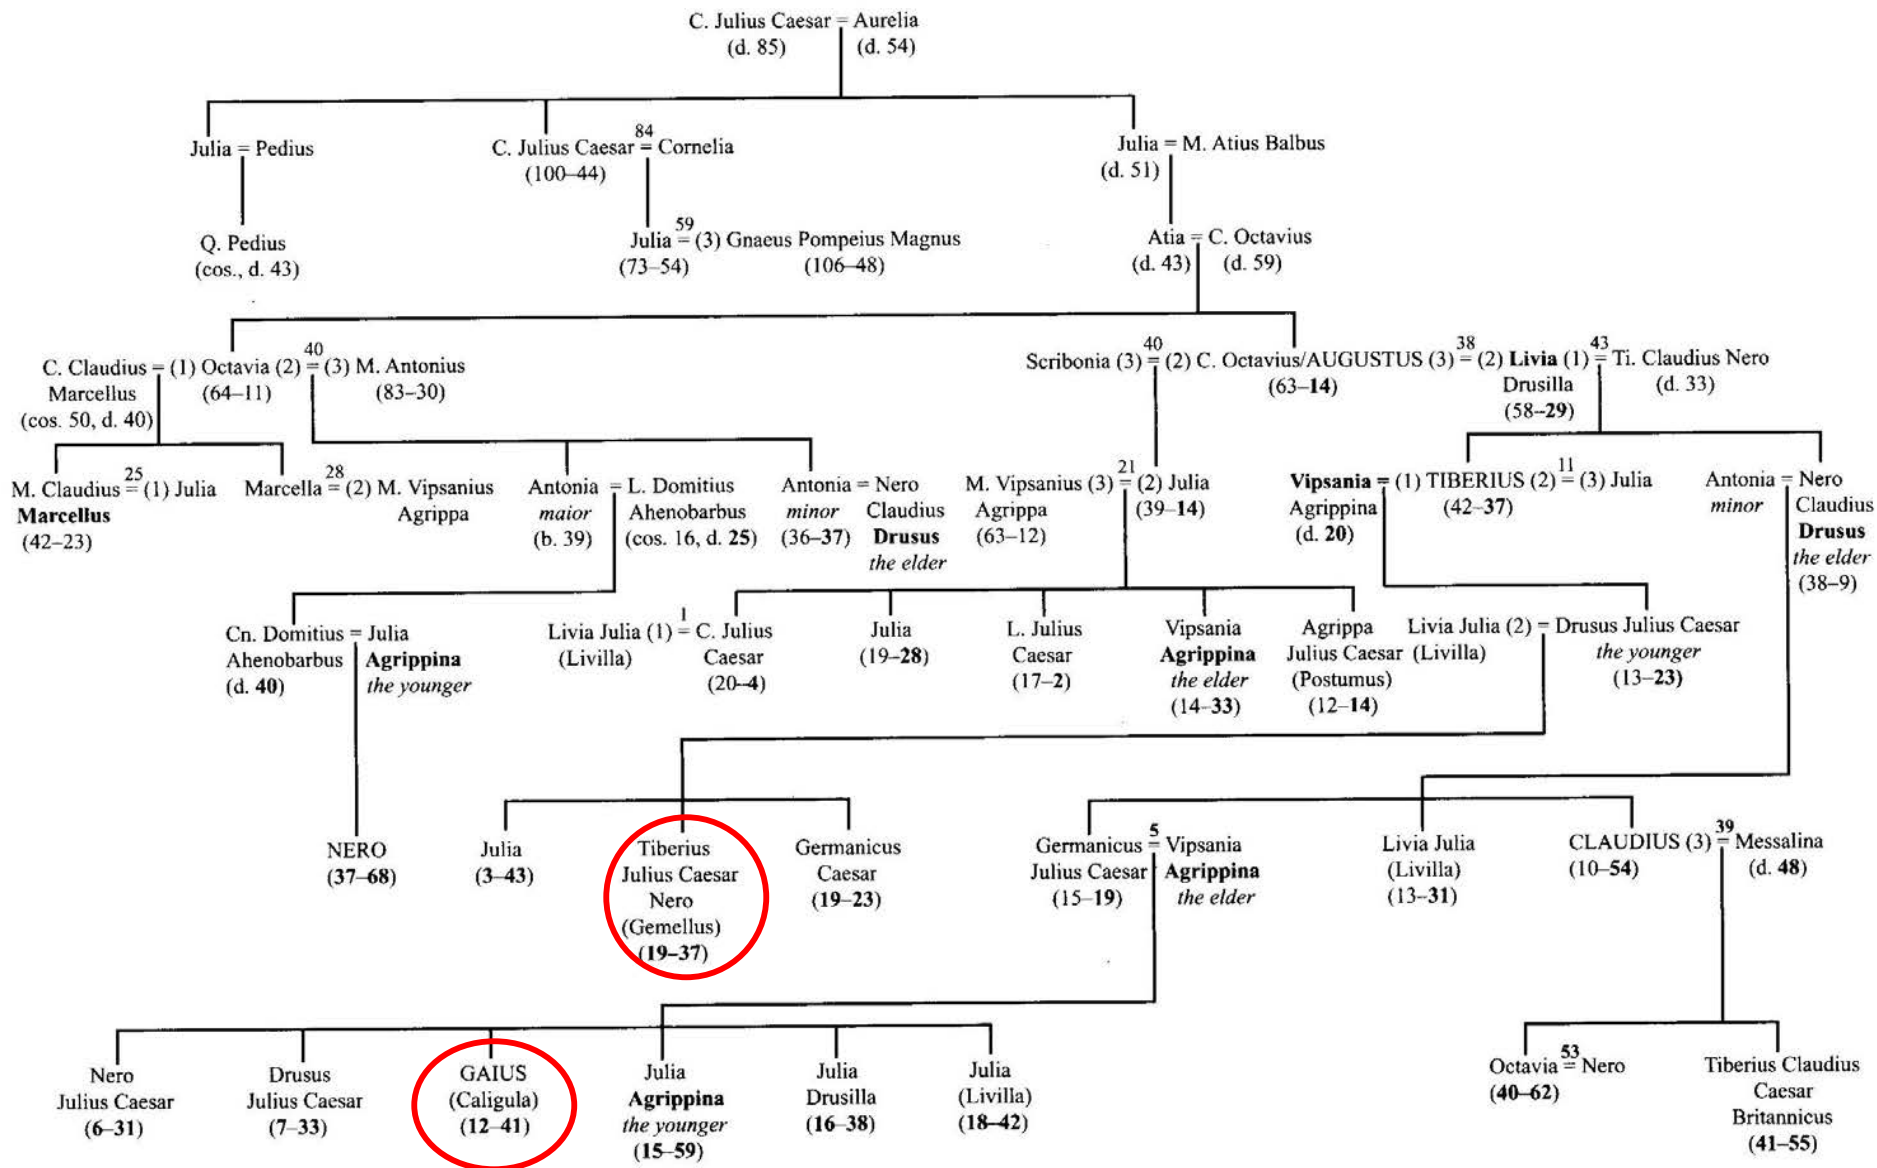 C. Julius Caesar = Aurelia
(d. 85) (d. 54)
Julia = Pedius
84
C. Julius Caesar = Cornelia
(100–44)
Julia = M. Atius Balbus
(d. 51)
Q. Pedius
(cos., d. 43)
59
Julia = (3) Gnaeus Pompeius Magnus
(73–54) (106–48)
Atia = C. Octavius
(d. 43) (d. 59)
40
C. Claudius = (1) Octavia (2) = (3) M. Antonius
Marcellus (64–11) (83–30)
(cos. 50, d. 40)
40 38 43
Scribonia (3) = (2) C. Octavius/AUGUSTUS (3) = (2) Livia (1) = Ti. Claudius Nero
(63–14) Drusilla (d. 33)
(58–29)
25
M. Claudius = (1) Julia
Marcellus
(42–23)
28
Marcella = (2) M. Vipsanius
Agrippa
Antonia = L. Domitius
maior Ahenobarbus
(b. 39) (cos. 16, d. 25)
Antonia = Nero
minor Claudius
(36–37) Drusus
the elder
21
M. Vipsanius (3) = (2) Julia
Agrippa (39–14)
(63–12)
11
Vipsania = (1) TIBERIUS (2) = (3) Julia
Agrippina (42–37)
(d. 20)
Antonia = Nero
minor Claudius
Drusus
the elder
(38–9)
Cn. Domitius = Julia
Ahenobarbus Agrippina
(d. 40) the younger
1
Livia Julia (1) = C. Julius
(Livilla) Caesar
(20–4)
Julia
(19–28)
L. Julius
Caesar
(17–2)
Vipsania
Agrippina
the elder
(14–33)
Agrippa
Julius Caesar
(Postumus)
(12–14)
Livia Julia (2) = Drusus Julius Caesar
(Livilla) the younger
(13–23)
NERO
(37–68)
Julia
(3–43)
Tiberius
Julius Caesar
Nero
(Gemellus)
(19–37)
Germanicus
Caesar
(19–23)
5
Germanicus = Vipsania
Julius Caesar Agrippina
(15–19) the elder
Livia Julia
(Livilla)
(13–31)
39
CLAUDIUS (3) = Messalina
(10–54) (d. 48)
Nero
Julius Caesar
(6–31)
Drusus
Julius Caesar
(7–33)
GAIUS
(Caligula)
(12–41)
Julia
Agrippina
the younger
(15–59)
Julia
Drusilla
(16–38)
Julia
(Livilla)
(18–42)
53
Octavia = Nero
(40–62)
Tiberius Claudius
Caesar
Britannicus
(41–55)